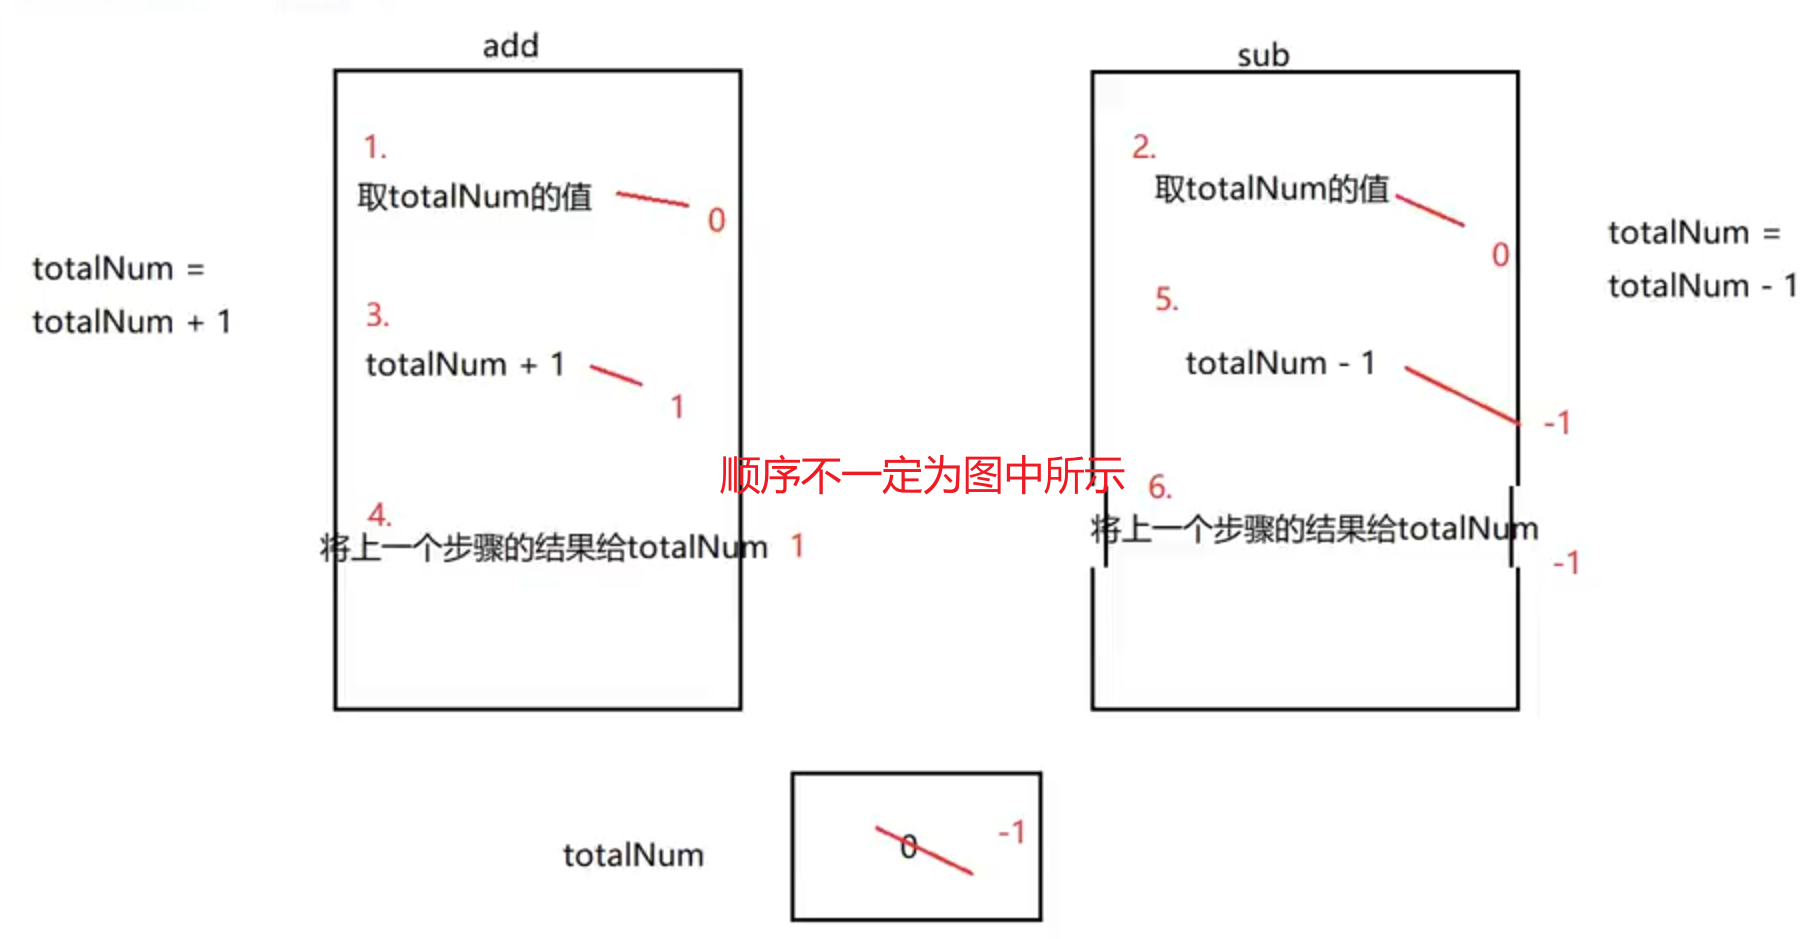 add
sub
1.
取totalNum的值
0
2.
取totalNum的值
0
totalNum =
totalNum + 1
totalNum =
totalNum - 1
3.
totalNum + 1
1
5.
totalNum - 1
-1
顺序不一定为图中所示
4.
将上一个步骤的结果给totalNum 1
6.
将上一个步骤的结果给totalNum
-1
totalNum
0
-1